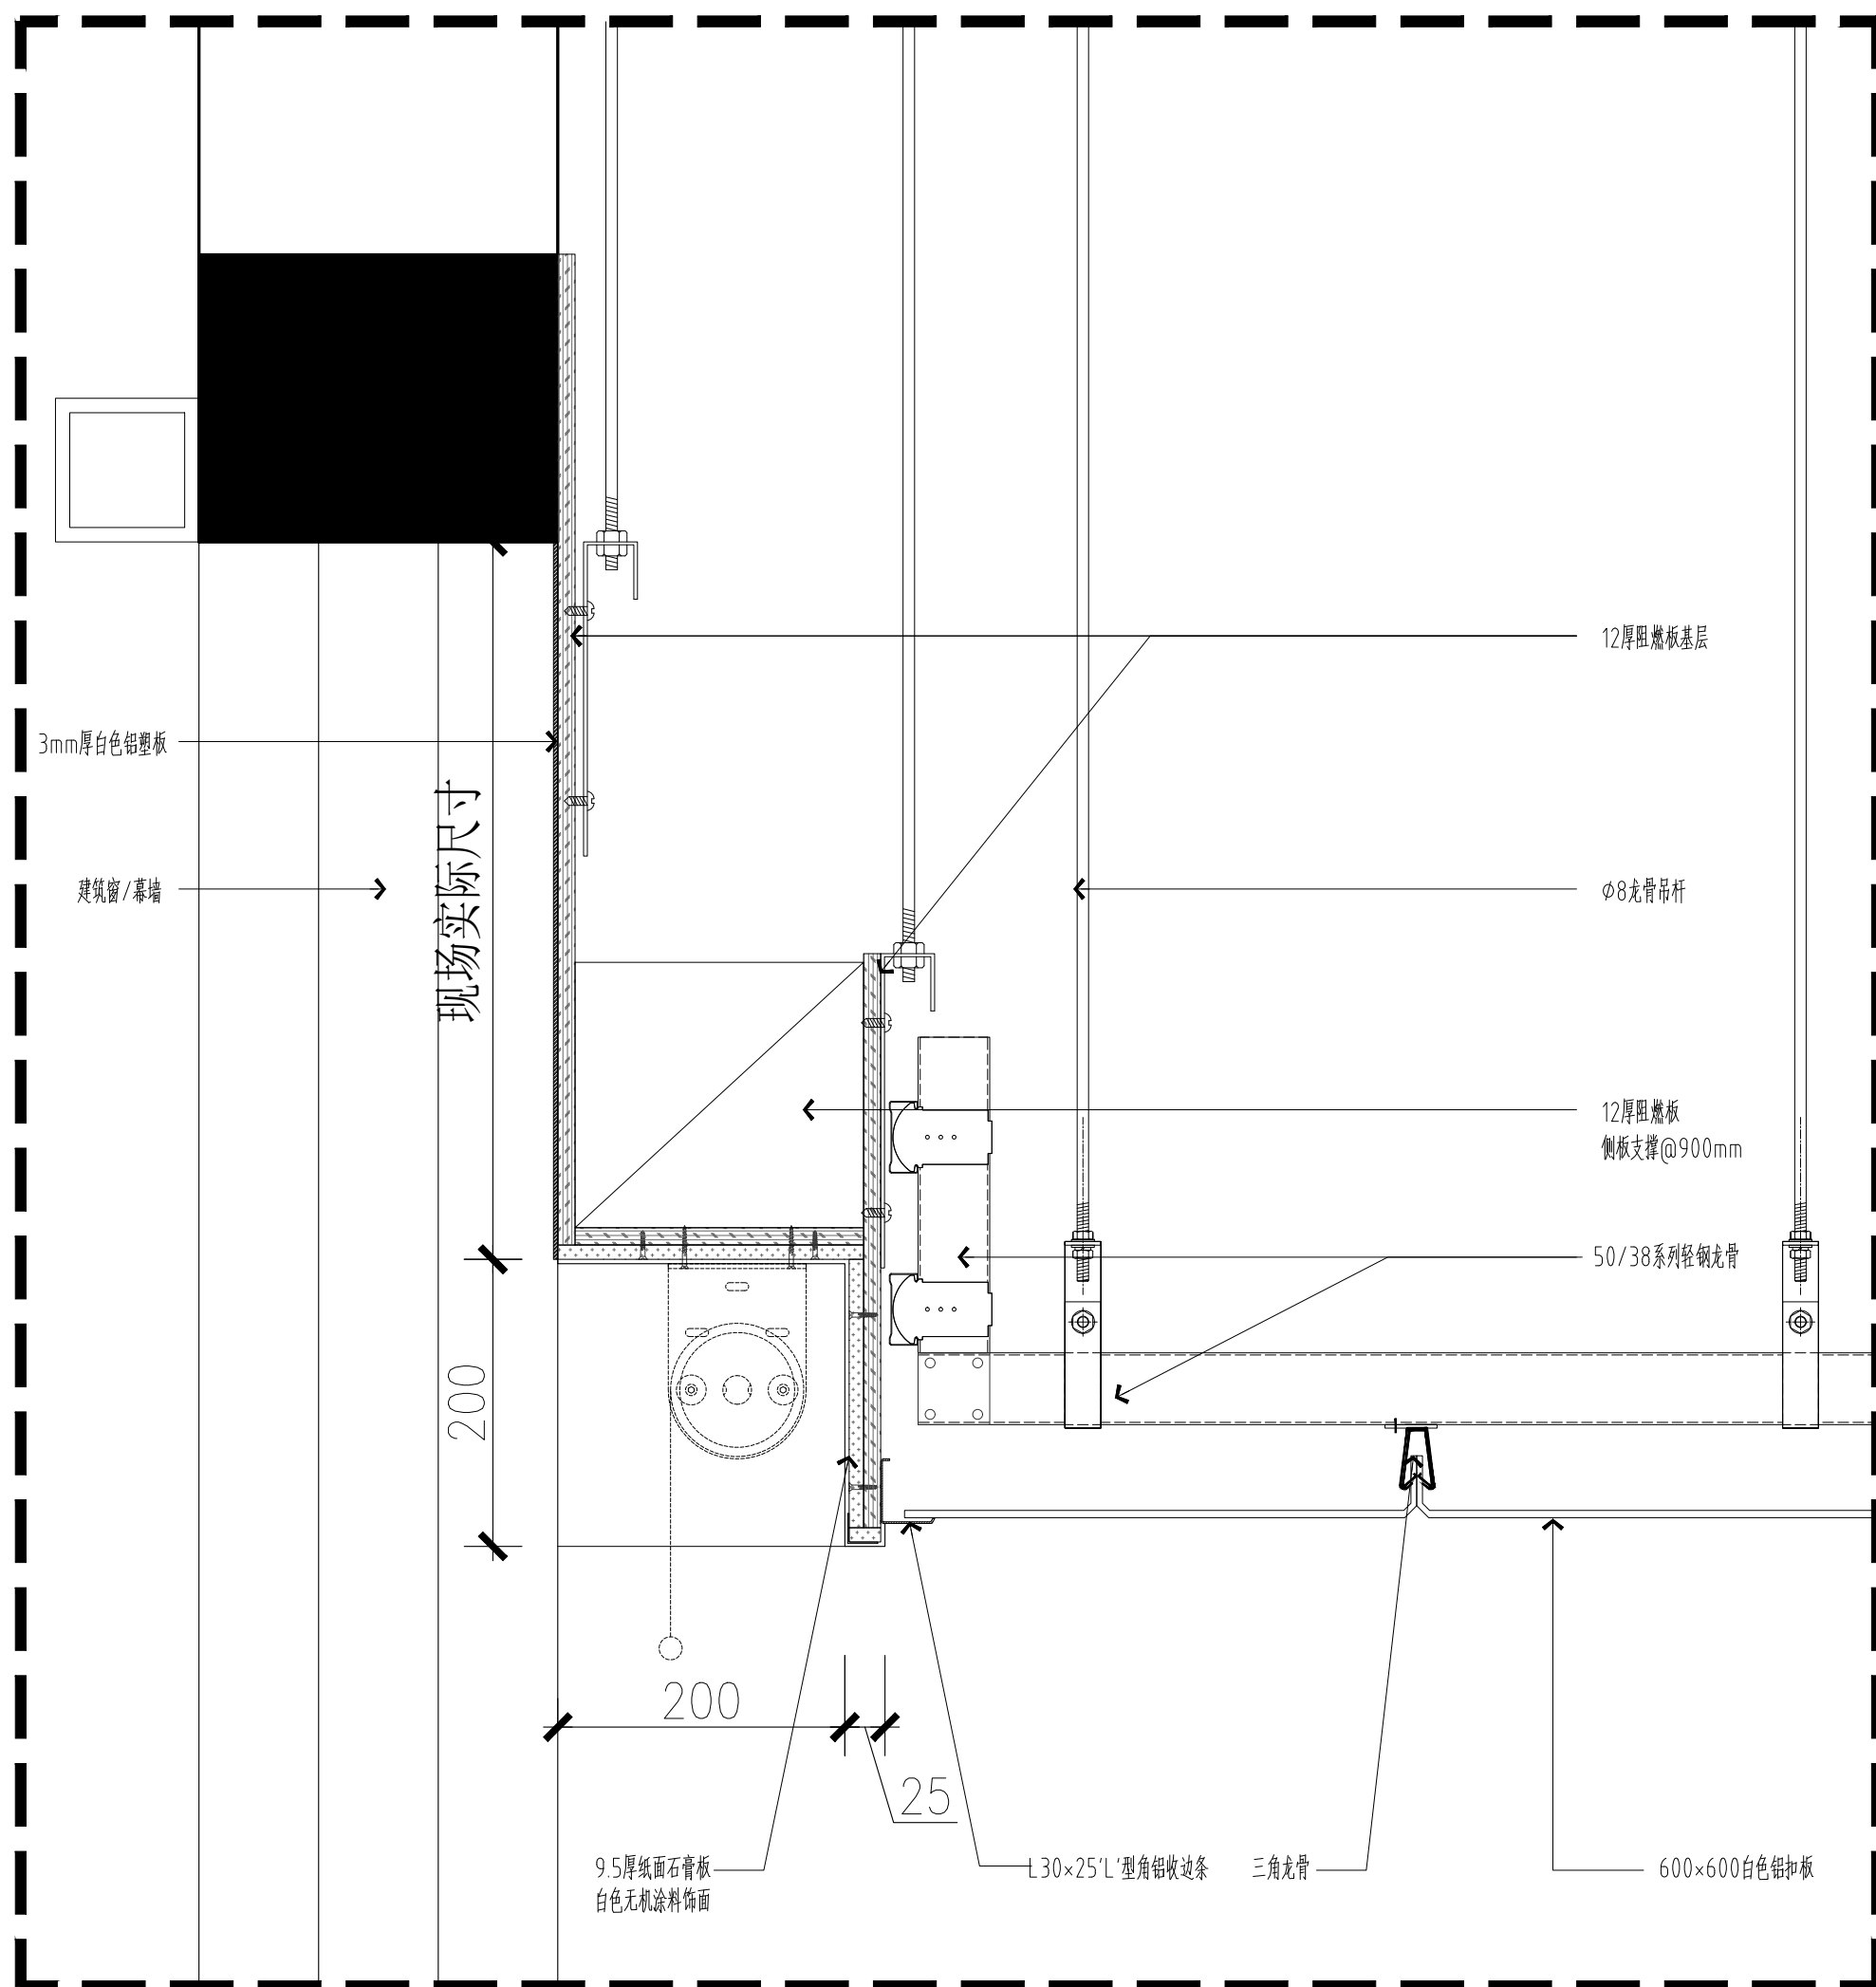 12厚阻燃板基层
3mm厚白色铝塑板
现场实际尺寸
建筑窗/幕墙
Φ8龙骨吊杆
12厚阻燃板
侧板支撑@900mm
50/38系列轻钢龙骨
200
200
25
9.5厚纸面石膏板
白色无机涂料饰面
L30×25'L'型角铝收边条
三角龙骨
600×600白色铝扣板